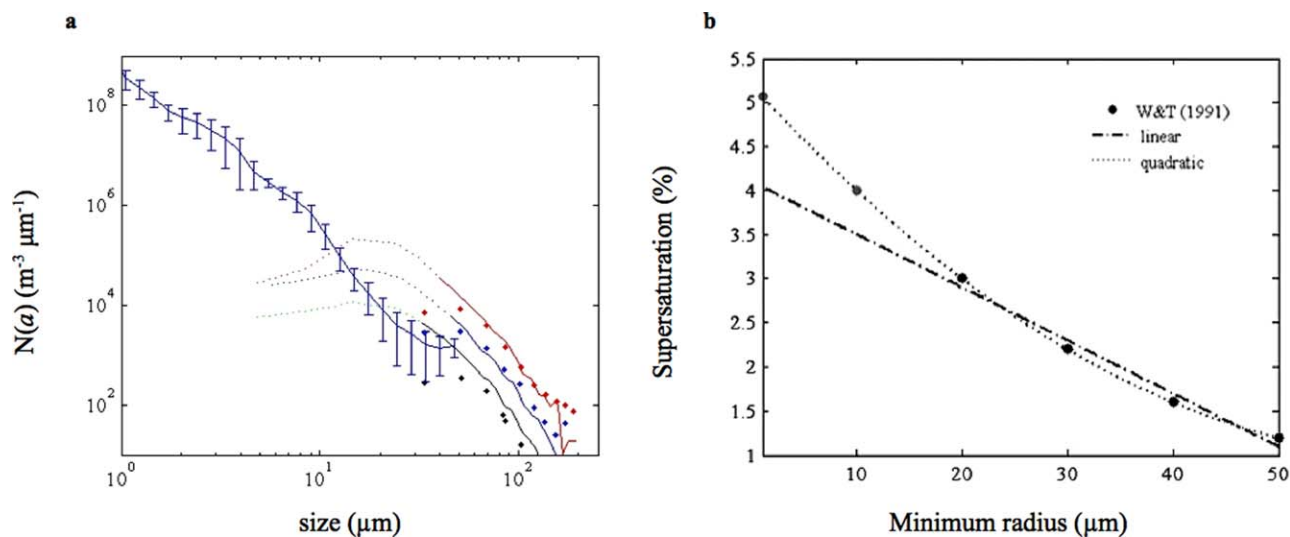 a
10^8
10^6
10^4
10^2
10^0
10^1
10^2
N(a) (m^-3 μm^-1)
size (μm)
b
5.5
5
4.5
4
3.5
3
2.5
2
1.5
1
10
20
30
40
50
Supersaturation (%)
Minimum radius (μm)
W&T (1991)
linear
quadratic